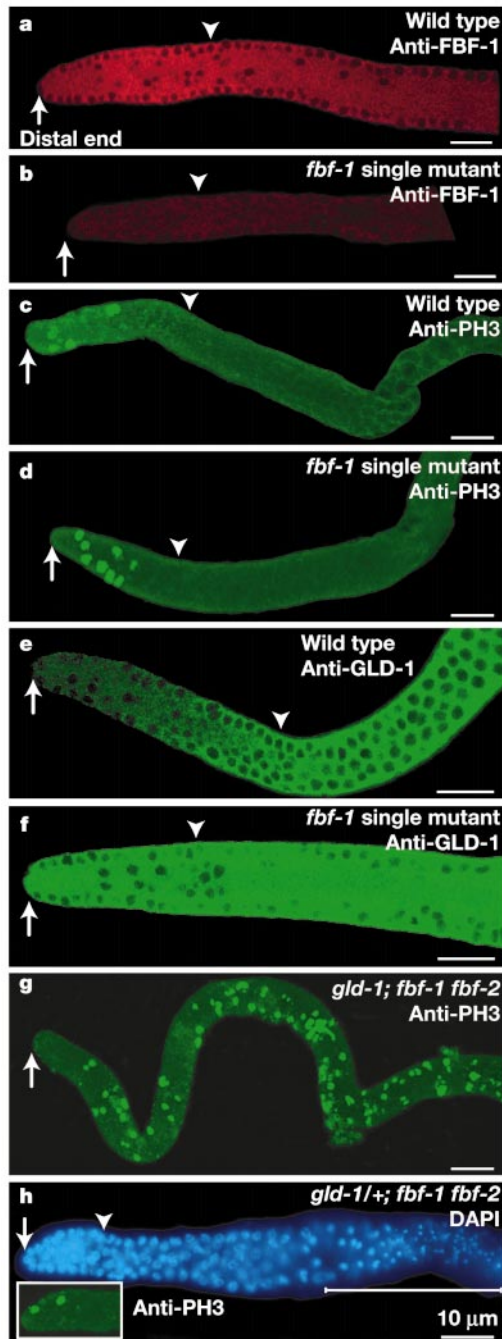 a
Wild type
Anti-FBF-1
Distal end
b
fbf-1 single mutant
Anti-FBF-1
c
Wild type
Anti-PH3
d
fbf-1 single mutant
Anti-PH3
e
Wild type
Anti-GLD-1
f
fbf-1 single mutant
Anti-GLD-1
g
gld-1; fbf-1 fbf-2
Anti-PH3
h
gld-1/+; fbf-1 fbf-2
DAPI
Anti-PH3
10 μm